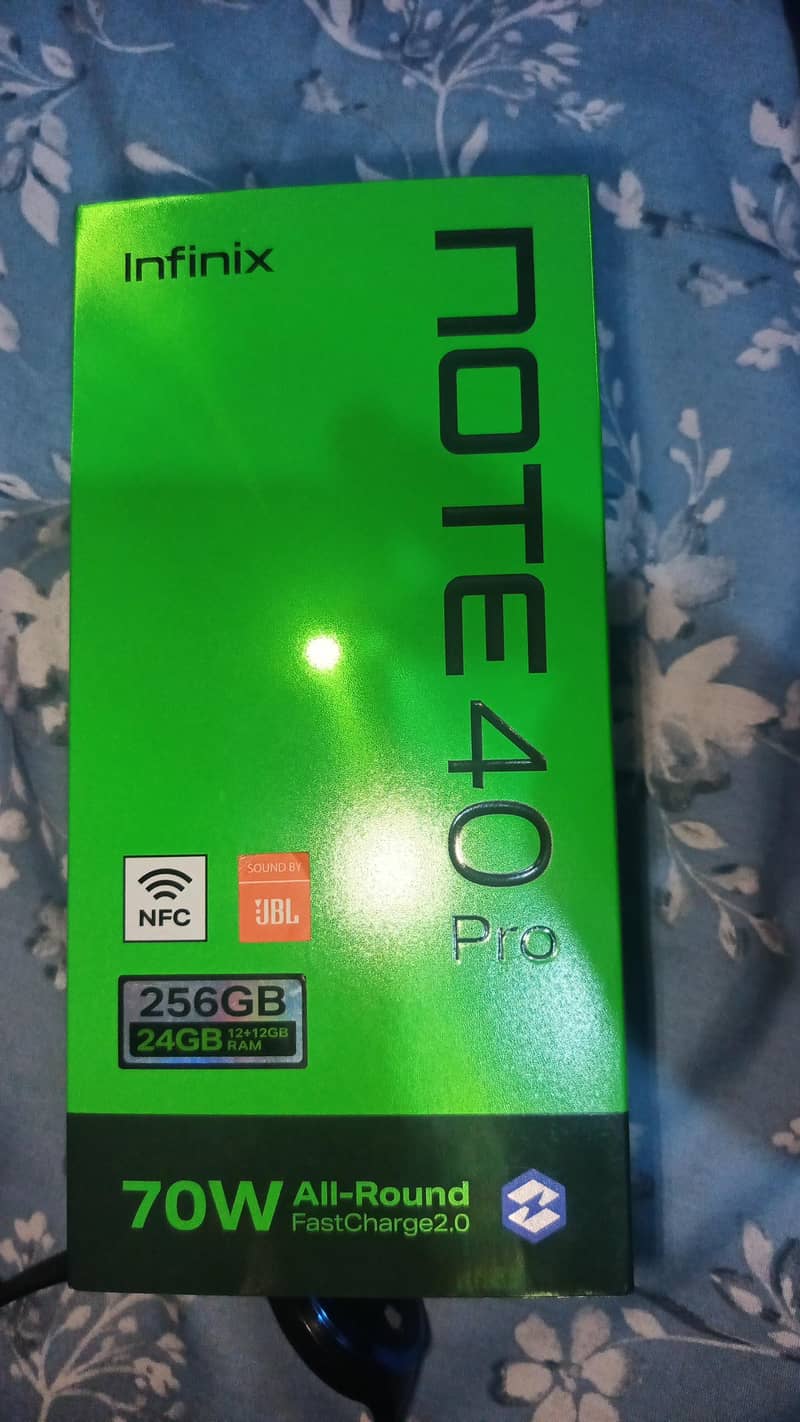 Infinix
NOTE 40
Pro
NFC
SOUND BY
JBL
256GB
24GB 12+12GB
RAM
70W All-Round
FastCharge2.0